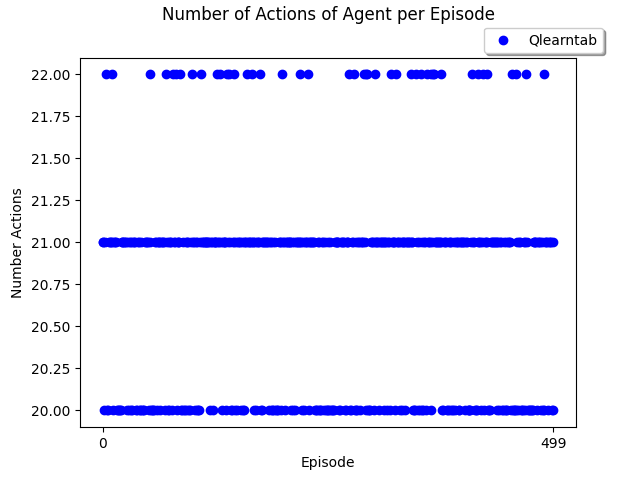 Number of Actions of Agent per Episode
Qlearntab
22.00
21.75
21.50
21.25
21.00
20.75
20.50
20.25
20.00
Number Actions
0 499
Episode